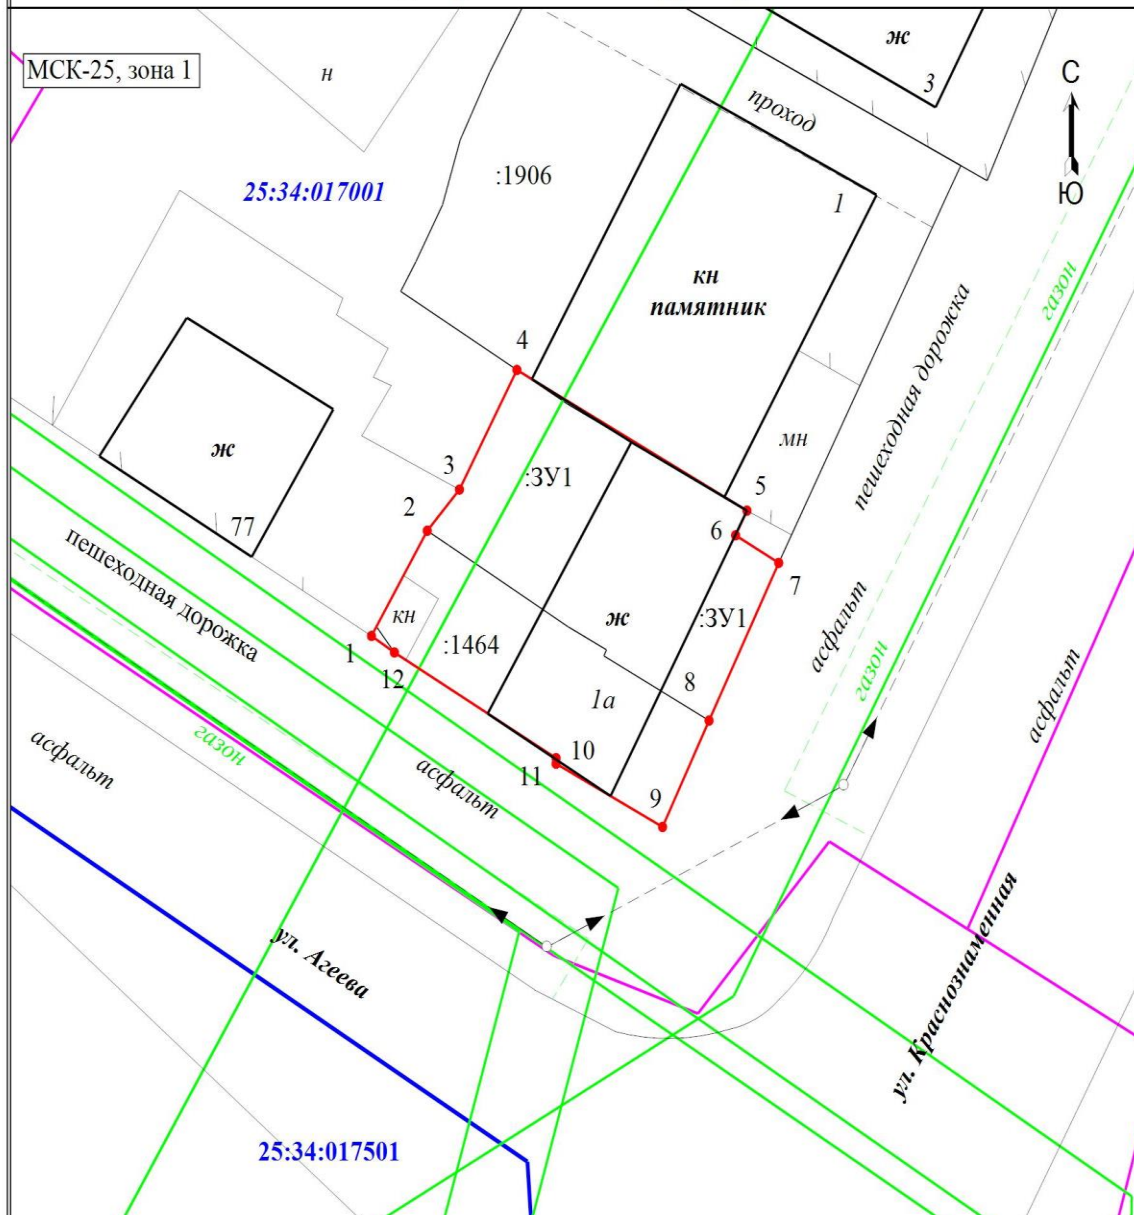 МСК-25, зона 1
н
ж
3
С
Ю
проход
:1906
25:34:017001
1
кн
памятник
газон
пешеходная дорожка
4
мн
ж
77
3
:ЗУ1
5
2
6
7
пешеходная дорожка
кн
ж
:ЗУ1
асфальт
1
:1464
12
8
1а
газон
асфальт
10
11
9
асфальт
газон
асфальт
ул. Агеева
ул. Краснознаменная
25:34:017501